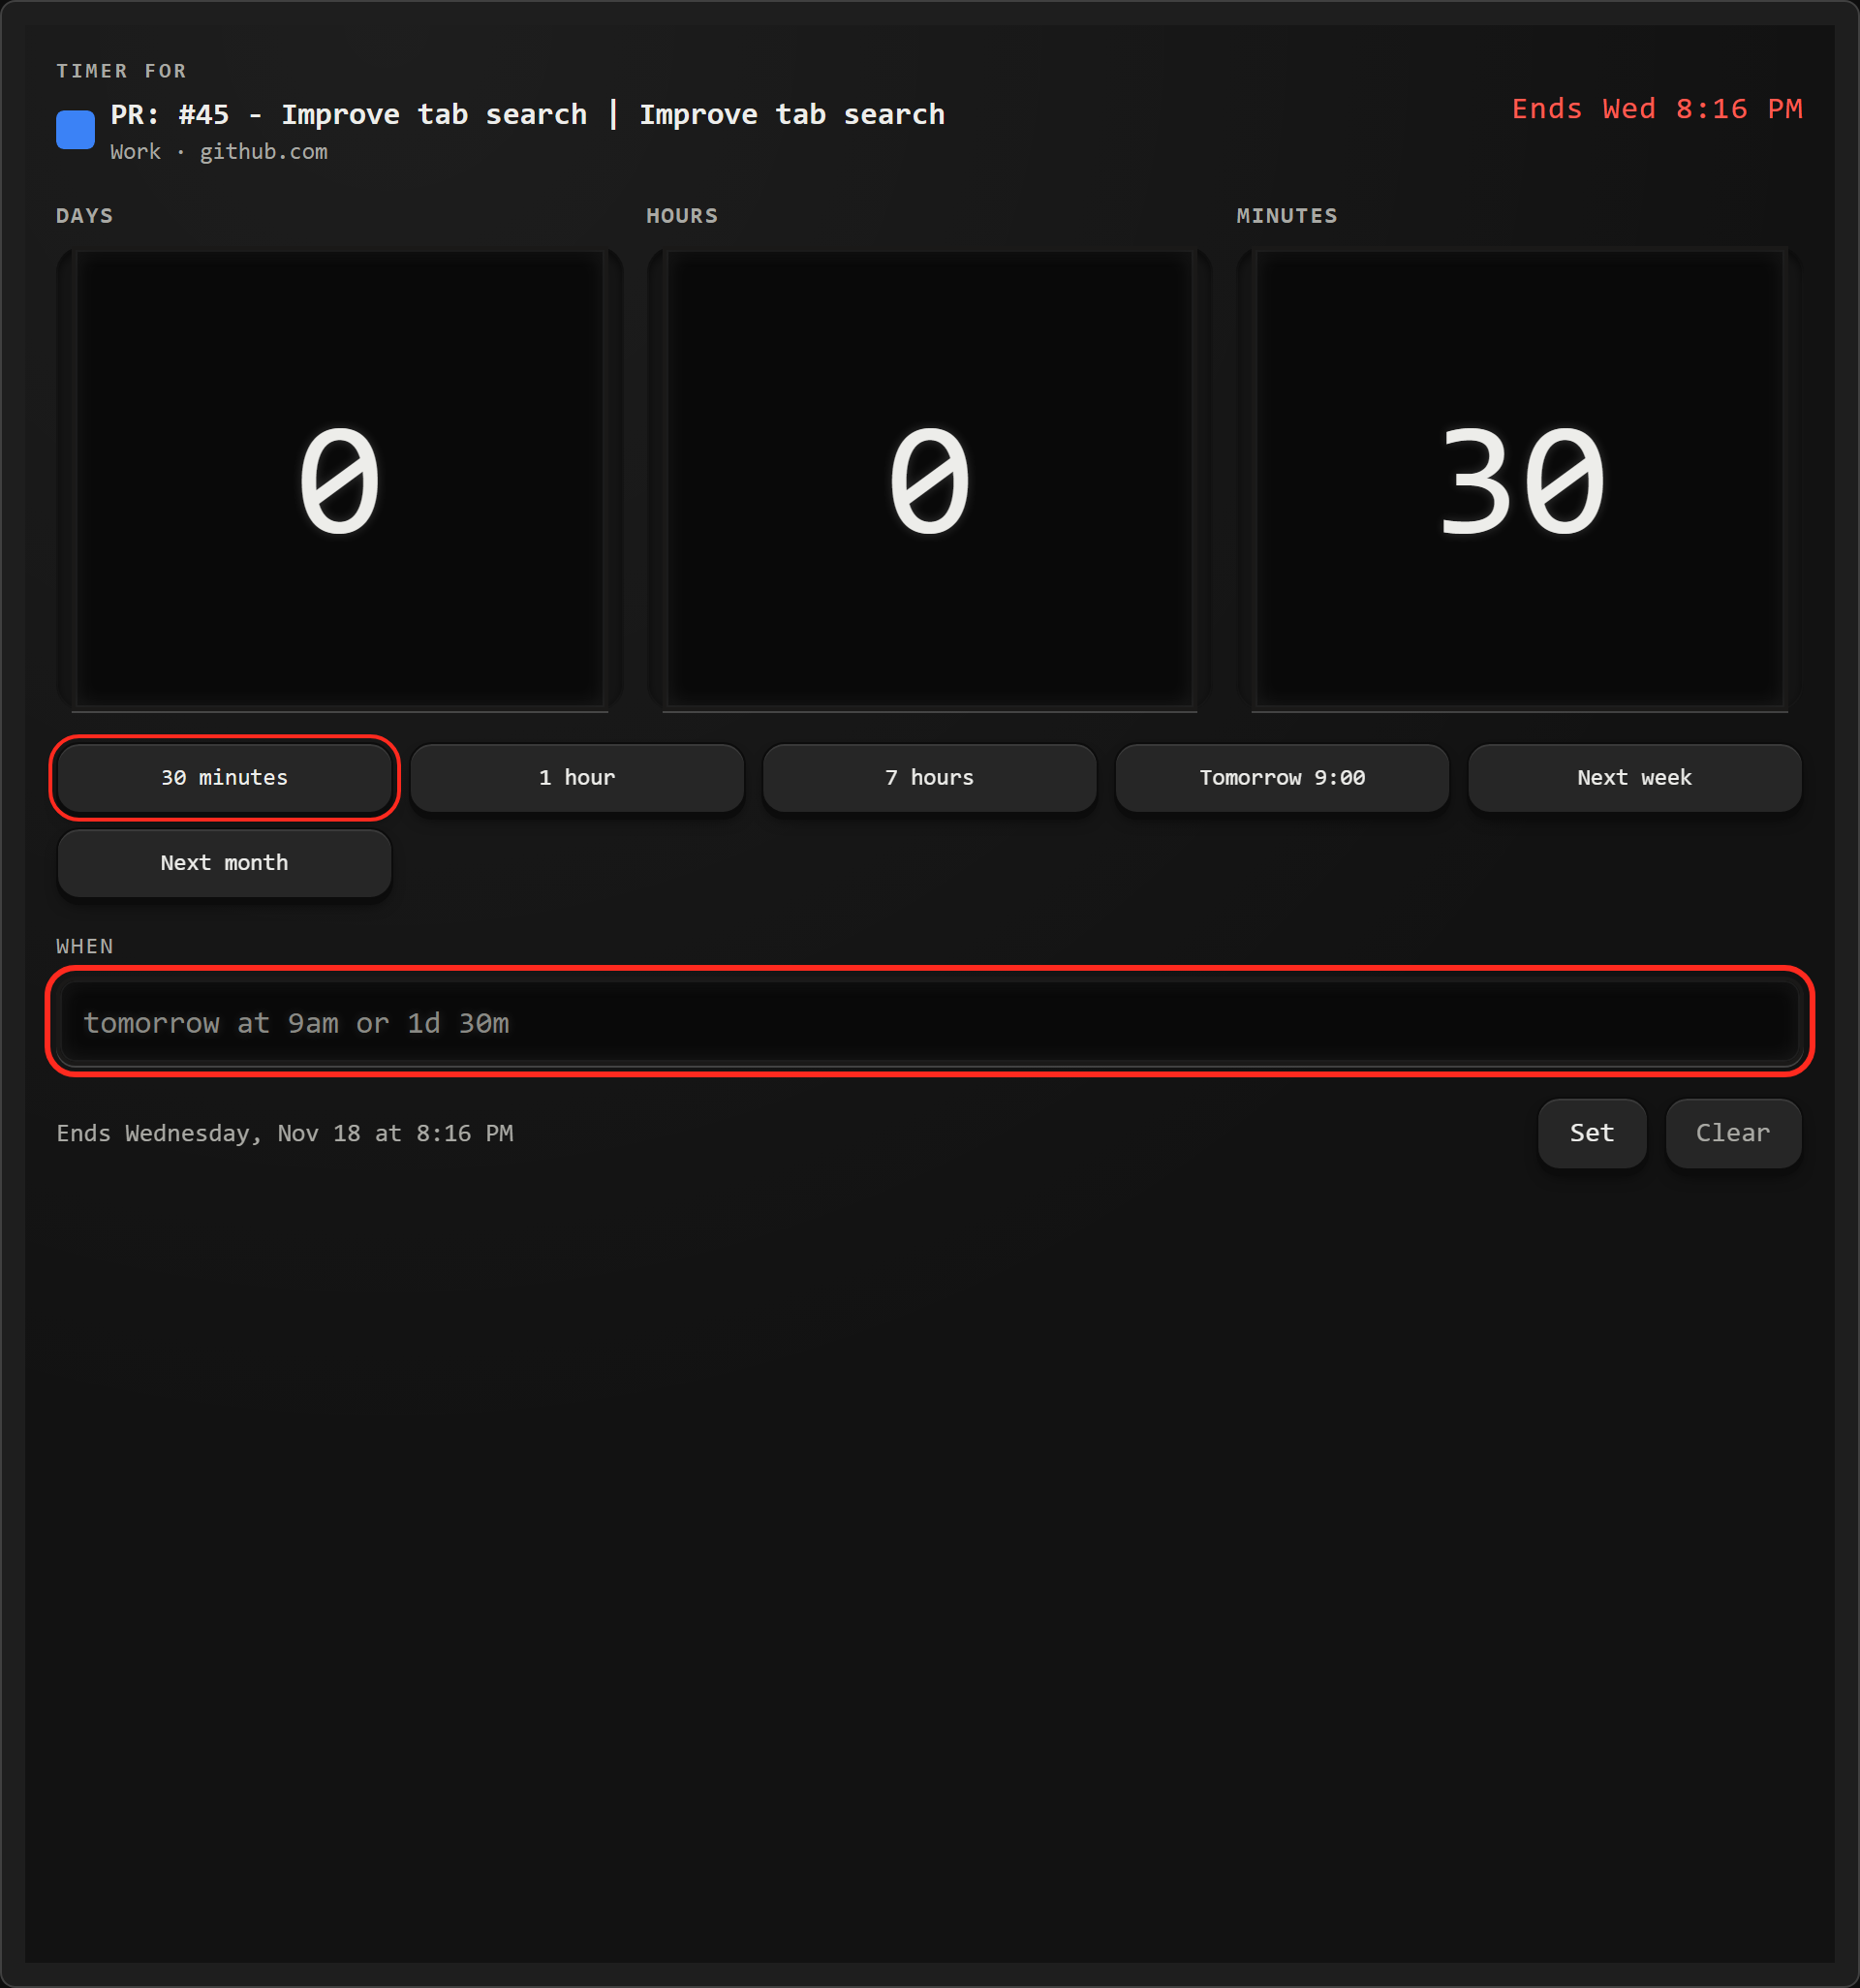 TIMER FOR
PR: #45 - Improve tab search | Improve tab search
Ends Wed 8:16 PM
Work · github.com
DAYS
HOURS
MINUTES
0
0
30
30 minutes
1 hour
7 hours
Tomorrow 9:00
Next week
Next month
WHEN
tomorrow at 9am or 1d 30m
Ends Wednesday, Nov 18 at 8:16 PM
Set
Clear